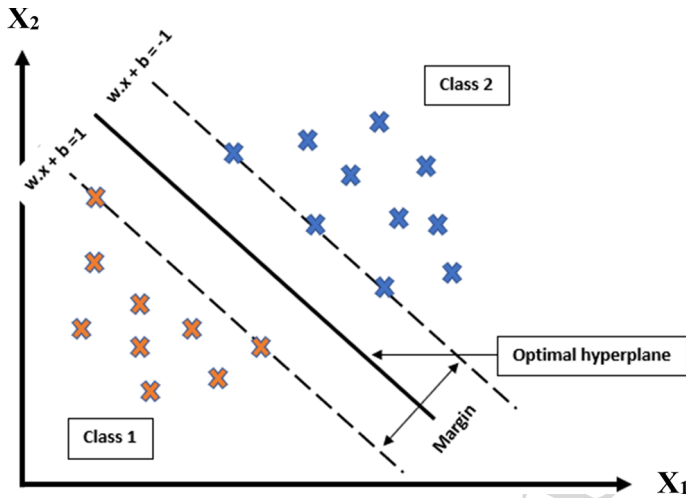 X₂
w.x + b = -1
Class 2
w.x + b =1
Optimal hyperplane
Margin
Class 1
X₁